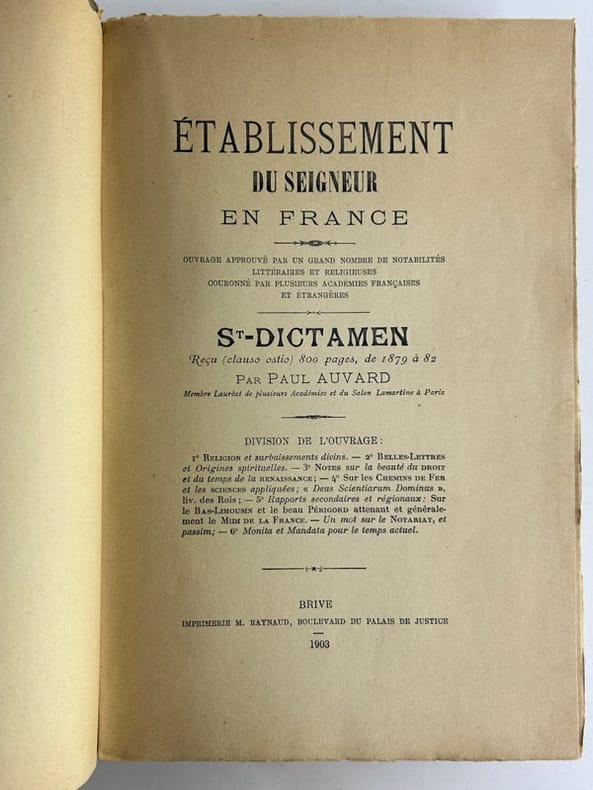 ÉTABLISSEMENT
DU SEIGNEUR
EN FRANCE
OUVRAGE APPROUVÉ PAR UN GRAND NOMBRE DE NOTABILITÉS
LITTÉRAIRES ET RELIGIEUSES
COURONNÉ PAR PLUSIEURS ACADÉMIES FRANÇAISES
ET ÉTRANGÈRES
ST-DICTAMEN
Reçu (clauso ostio) 800 pages, de 1879 à 82
PAR PAUL AUVARD
Membre Lauréat de plusieurs Académies et du Salon Lamartine à Paris
DIVISION DE L'OUVRAGE :
1° RELIGION et surbaissements divins. — 2° BELLES-LETTRES
et Origines spirituelles. — 3° NOTES sur la beauté du DROIT
et du temps de la RENAISSANCE ; — 4° Sur les CHEMINS DE FER
et les SCIENCES appliquées; « Deus Scientiarum Dominus »,
liv. des Rois ; — 5° Rapports secondaires et régionaux : Sur
le BAS-LIMOUSIN et le beau PÉRIGORD attenant et générale-
ment le MIDI DE LA FRANCE. — Un mot sur le NOTARIAT, et
passim; — 6° Monita et Mandata pour le temps actuel.
BRIVE
IMPRIMERIE M. RAYNAUD, BOULEVARD DU PALAIS DE JUSTICE
1903